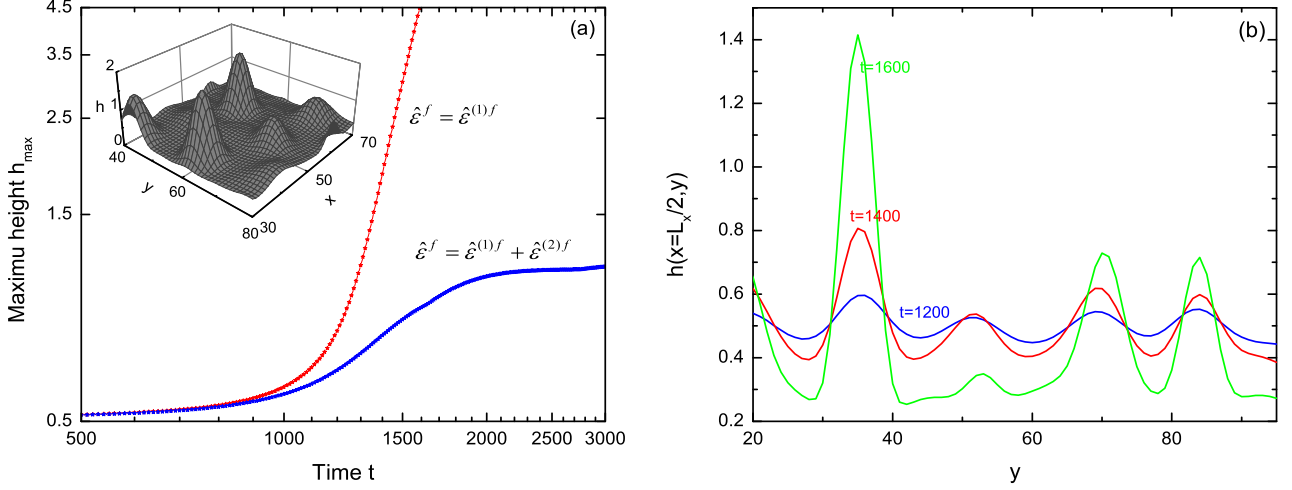 (a)
4.5
3.5
2.5
1.5
0.5
500
1000
1500
2000
2500
3000
Maximu height h_max
Time t
2
h
1
0
40
y
60
80
30
50
x
70
ε̂^f = ε̂^(1)f
ε̂^f = ε̂^(1)f + ε̂^(2)f
(b)
1.4
1.2
1.0
0.8
0.6
0.4
0.2
20
40
60
80
h(x=L_x/2,y)
y
t=1600
t=1400
t=1200